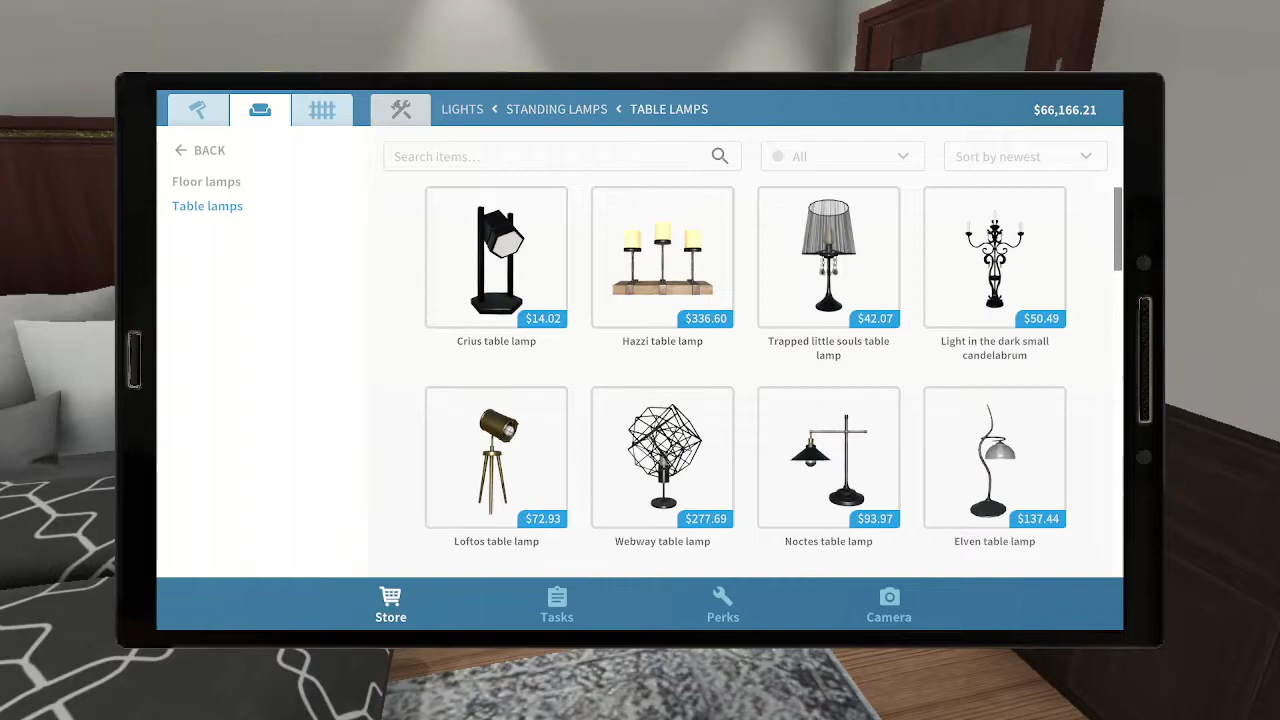 LIGHTS < STANDING LAMPS < TABLE LAMPS
$66,166.21
BACK
Search items...
All
Sort by newest
Floor lamps
Table lamps
$14.02
$336.60
$42.07
$50.49
Crius table lamp
Hazzi table lamp
Trapped little souls table
lamp
Light in the dark small
candelabrum
$72.93
$277.69
$93.97
$137.44
Loftos table lamp
Webway table lamp
Noctes table lamp
Elven table lamp
Store
Tasks
Perks
Camera